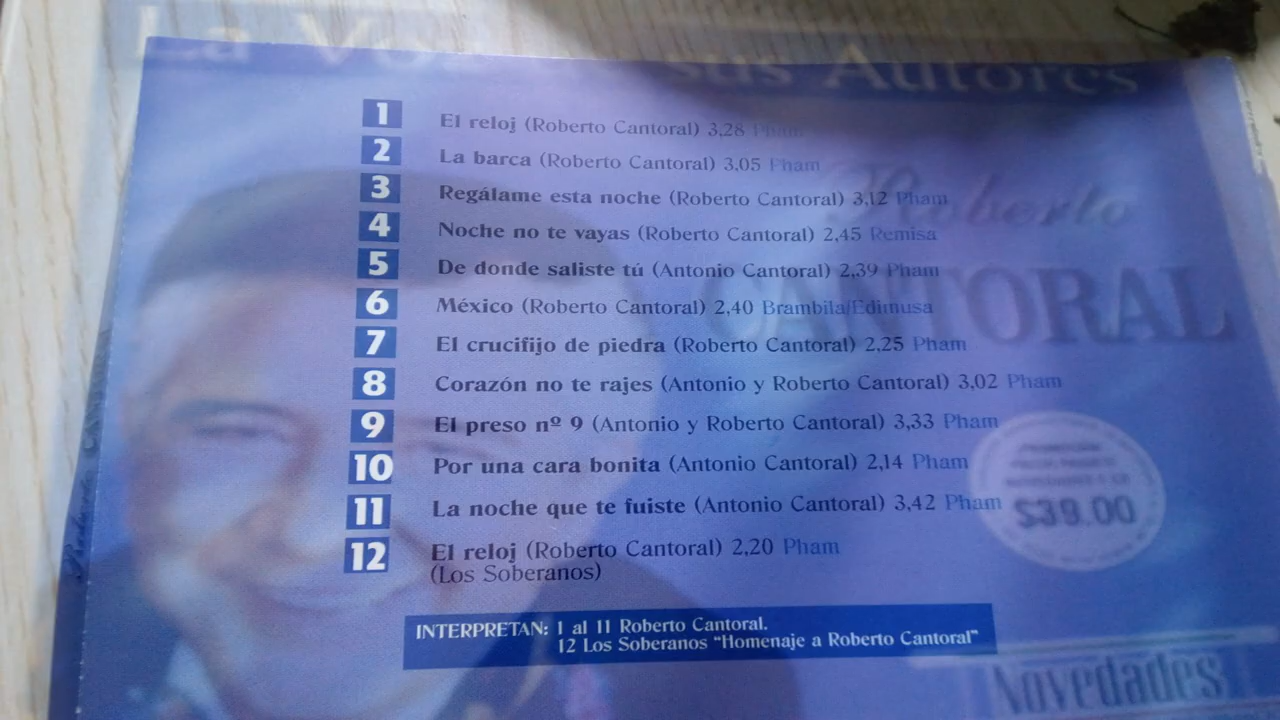 La sus Autores
1 El reloj (Roberto Cantoral) 3,28 Pham
2 La barca (Roberto Cantoral) 3,05 Pham
3 Regálame esta noche (Roberto Cantoral) 3,12 Pham
4 Noche no te vayas (Roberto Cantoral) 2,45 Remisa
5 De donde saliste tú (Antonio Cantoral) 2,39 Pham
6 México (Roberto Cantoral) 2,40 Brambila/Edimusa
7 El crucifijo de piedra (Roberto Cantoral) 2,25 Pham
8 Corazón no te rajes (Antonio y Roberto Cantoral) 3,02 Pham
9 El preso nº 9 (Antonio y Roberto Cantoral) 3,33 Pham
10 Por una cara bonita (Antonio Cantoral) 2,14 Pham
11 La noche que te fuiste (Antonio Cantoral) 3,42 Pham
12 El reloj (Roberto Cantoral) 2,20 Pham
(Los Soberanos)
Roberto
CANTORAL
$39.00
INTERPRETAN: 1 al 11 Roberto Cantoral.
12 Los Soberanos "Homenaje a Roberto Cantoral"
Novedades